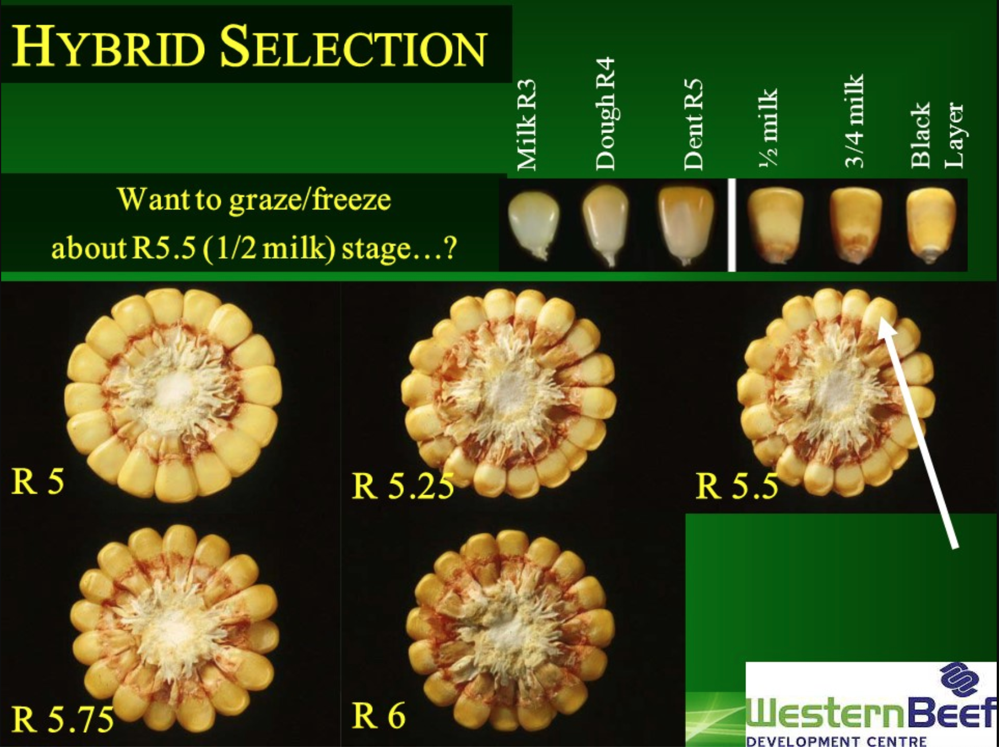 HYBRID SELECTION
Milk R3
Dough R4
Dent R5
½ milk
3/4 milk
Black
Layer
Want to graze/freeze
about R5.5 (1/2 milk) stage…?
R 5
R 5.25
R 5.5
R 5.75
R 6
WesternBeef
DEVELOPMENT CENTRE